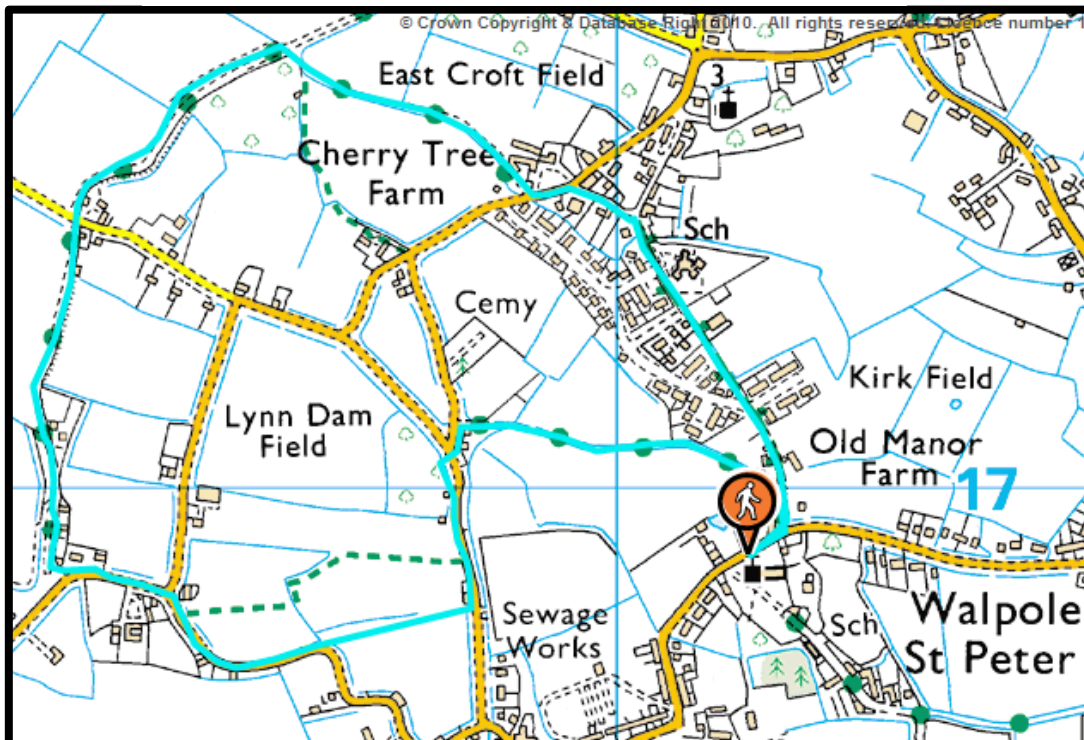 © Crown Copyright & Database Right 2010. All rights reserved. Licence number 1
East Croft Field
3
Cherry Tree
Farm
Sch
Cemy
Kirk Field
Lynn Dam
Field
Old Manor
Farm
17
Sewage
Works
Sch
Walpole
St Peter